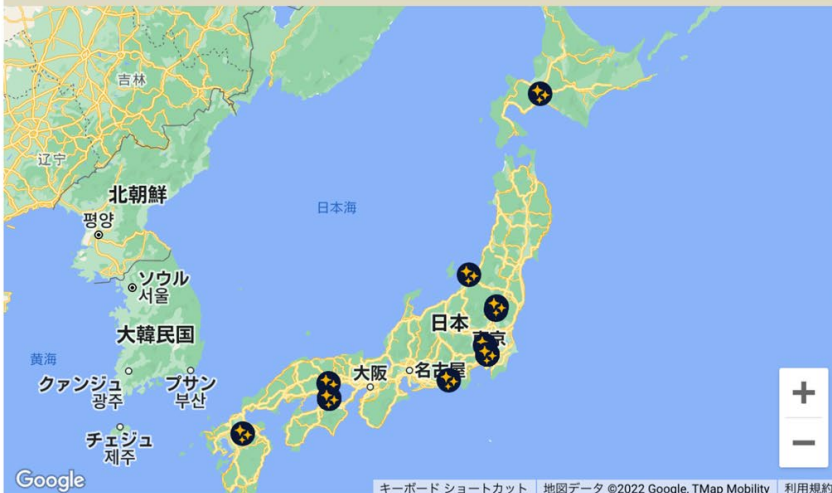 吉林
辽宁
北朝鮮
평양
日本海
ソウル
서울
大韓民国
日本
東京
黄海
クァンジュ
광주
プサン
부산
大阪
名古屋
チェジュ
제주
+
−
Google
キーボード ショートカット
地図データ ©2022 Google, TMap Mobility
利用規約